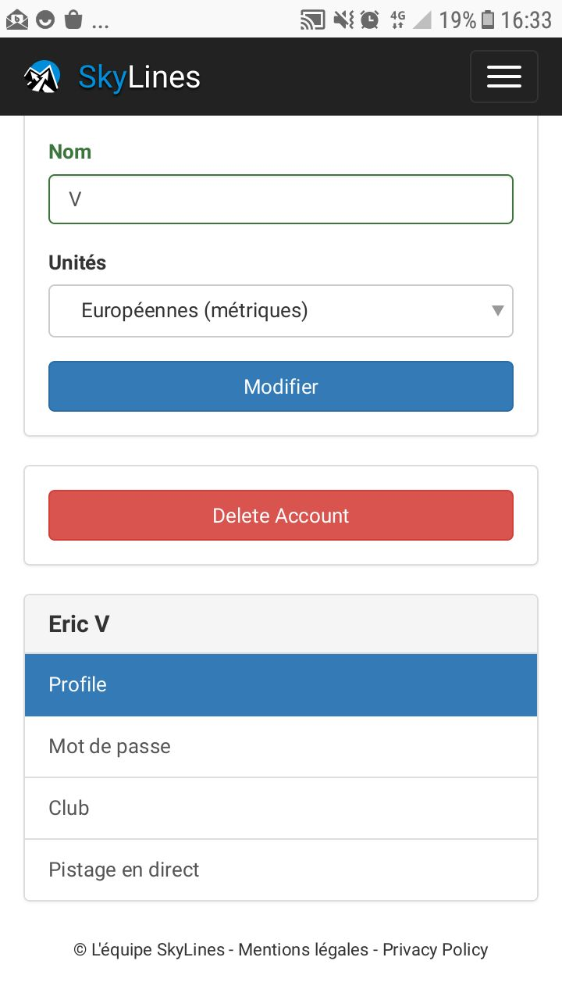 ... 4G 19% 16:33
SkyLines
Nom
V
Unités
Européennes (métriques)
Modifier
Delete Account
Eric V
Profile
Mot de passe
Club
Pistage en direct
© L'équipe SkyLines - Mentions légales - Privacy Policy